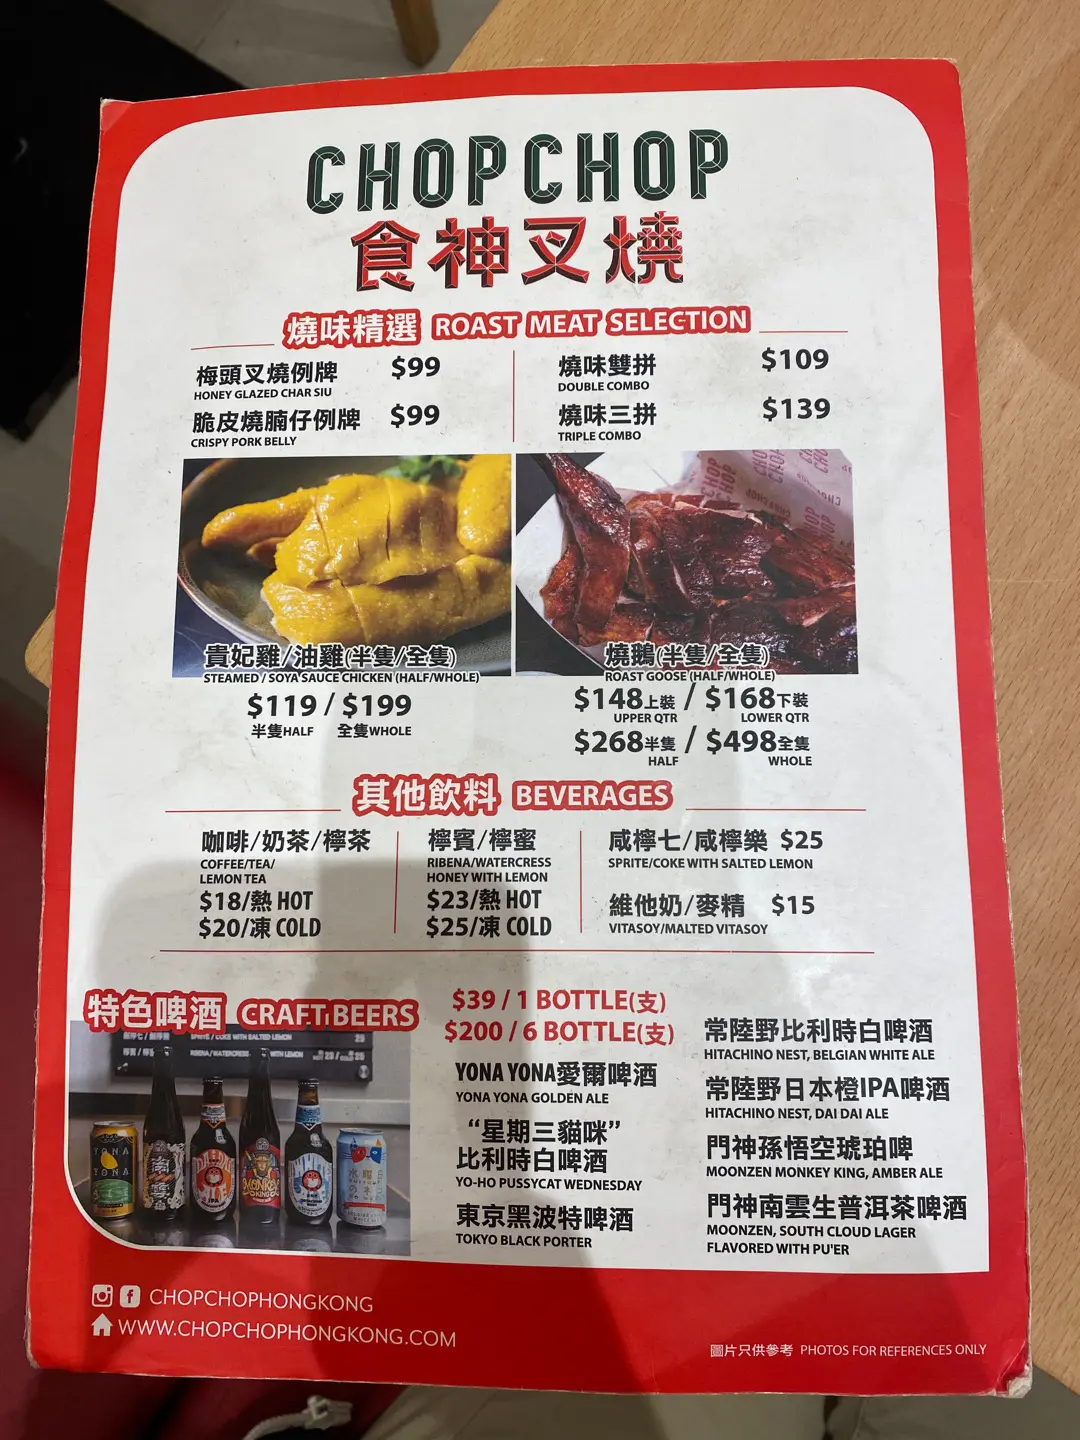 CHOPCHOP
食神叉燒
燒味精選 ROAST MEAT SELECTION
梅頭叉燒例牌 $99
HONEY GLAZED CHAR SIU
脆皮燒腩仔例牌 $99
CRISPY PORK BELLY
燒味雙拼 $109
DOUBLE COMBO
燒味三拼 $139
TRIPLE COMBO
貴妃雞/油雞(半隻/全隻)
STEAMED / SOYA SAUCE CHICKEN (HALF/WHOLE)
$119 / $199
半隻HALF 全隻WHOLE
燒鵝(半隻/全隻)
ROAST GOOSE (HALF/WHOLE)
$148上裝 / $168下裝
UPPER QTR LOWER QTR
$268半隻 / $498全隻
HALF WHOLE
其他飲料 BEVERAGES
咖啡/奶茶/檸茶
COFFEE/TEA/
LEMON TEA
$18/熱 HOT
$20/凍 COLD
檸賓/檸蜜
RIBENA/WATERCRESS
HONEY WITH LEMON
$23/熱 HOT
$25/凍 COLD
咸檸七/咸檸樂 $25
SPRITE/COKE WITH SALTED LEMON
維他奶/麥精 $15
VITASOY/MALTED VITASOY
特色啤酒 CRAFT BEERS
$39 / 1 BOTTLE(支)
$200 / 6 BOTTLE(支)
YONA YONA愛爾啤酒
YONA YONA GOLDEN ALE
“星期三貓咪”
比利時白啤酒
YO-HO PUSSYCAT WEDNESDAY
東京黑波特啤酒
TOKYO BLACK PORTER
常陸野比利時白啤酒
HITACHINO NEST, BELGIAN WHITE ALE
常陸野日本橙IPA啤酒
HITACHINO NEST, DAI DAI ALE
門神孫悟空琥珀啤
MOONZEN MONKEY KING, AMBER ALE
門神南雲生普洱茶啤酒
MOONZEN, SOUTH CLOUD LAGER
FLAVORED WITH PU'ER
CHOPCHOPHONGKONG
WWW.CHOPCHOPHONGKONG.COM
圖片只供參考 PHOTOS FOR REFERENCES ONLY